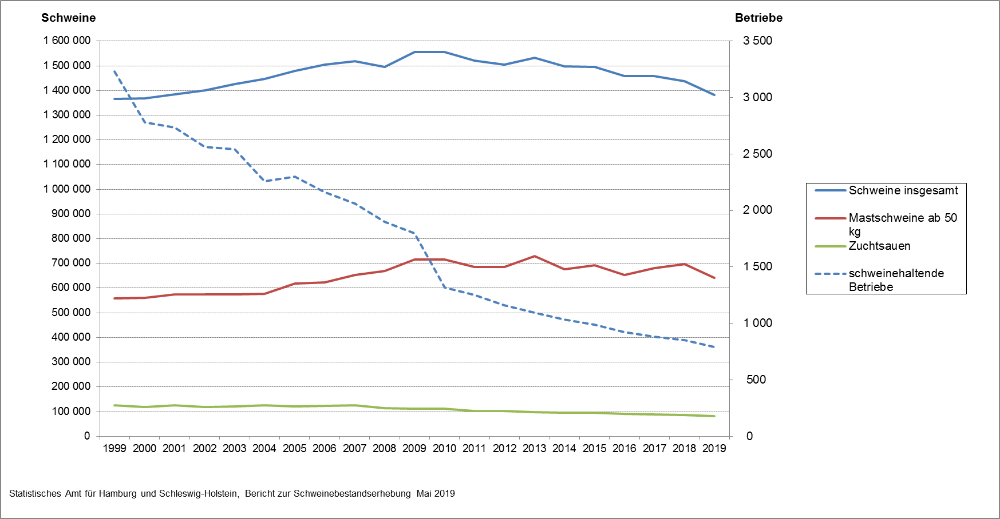 Schweine
Betriebe
1 600 000
1 500 000
1 400 000
1 300 000
1 200 000
1 100 000
1 000 000
900 000
800 000
700 000
600 000
500 000
400 000
300 000
200 000
100 000
0
3 500
3 000
2 500
2 000
1 500
1 000
500
0
Schweine insgesamt
Mastschweine ab 50
kg
Zuchtsauen
schweinehaltende
Betriebe
1999 2000 2001 2002 2003 2004 2005 2006 2007 2008 2009 2010 2011 2012 2013 2014 2015 2016 2017 2018 2019
Statistisches Amt für Hamburg und Schleswig-Holstein, Bericht zur Schweinebestandserhebung Mai 2019